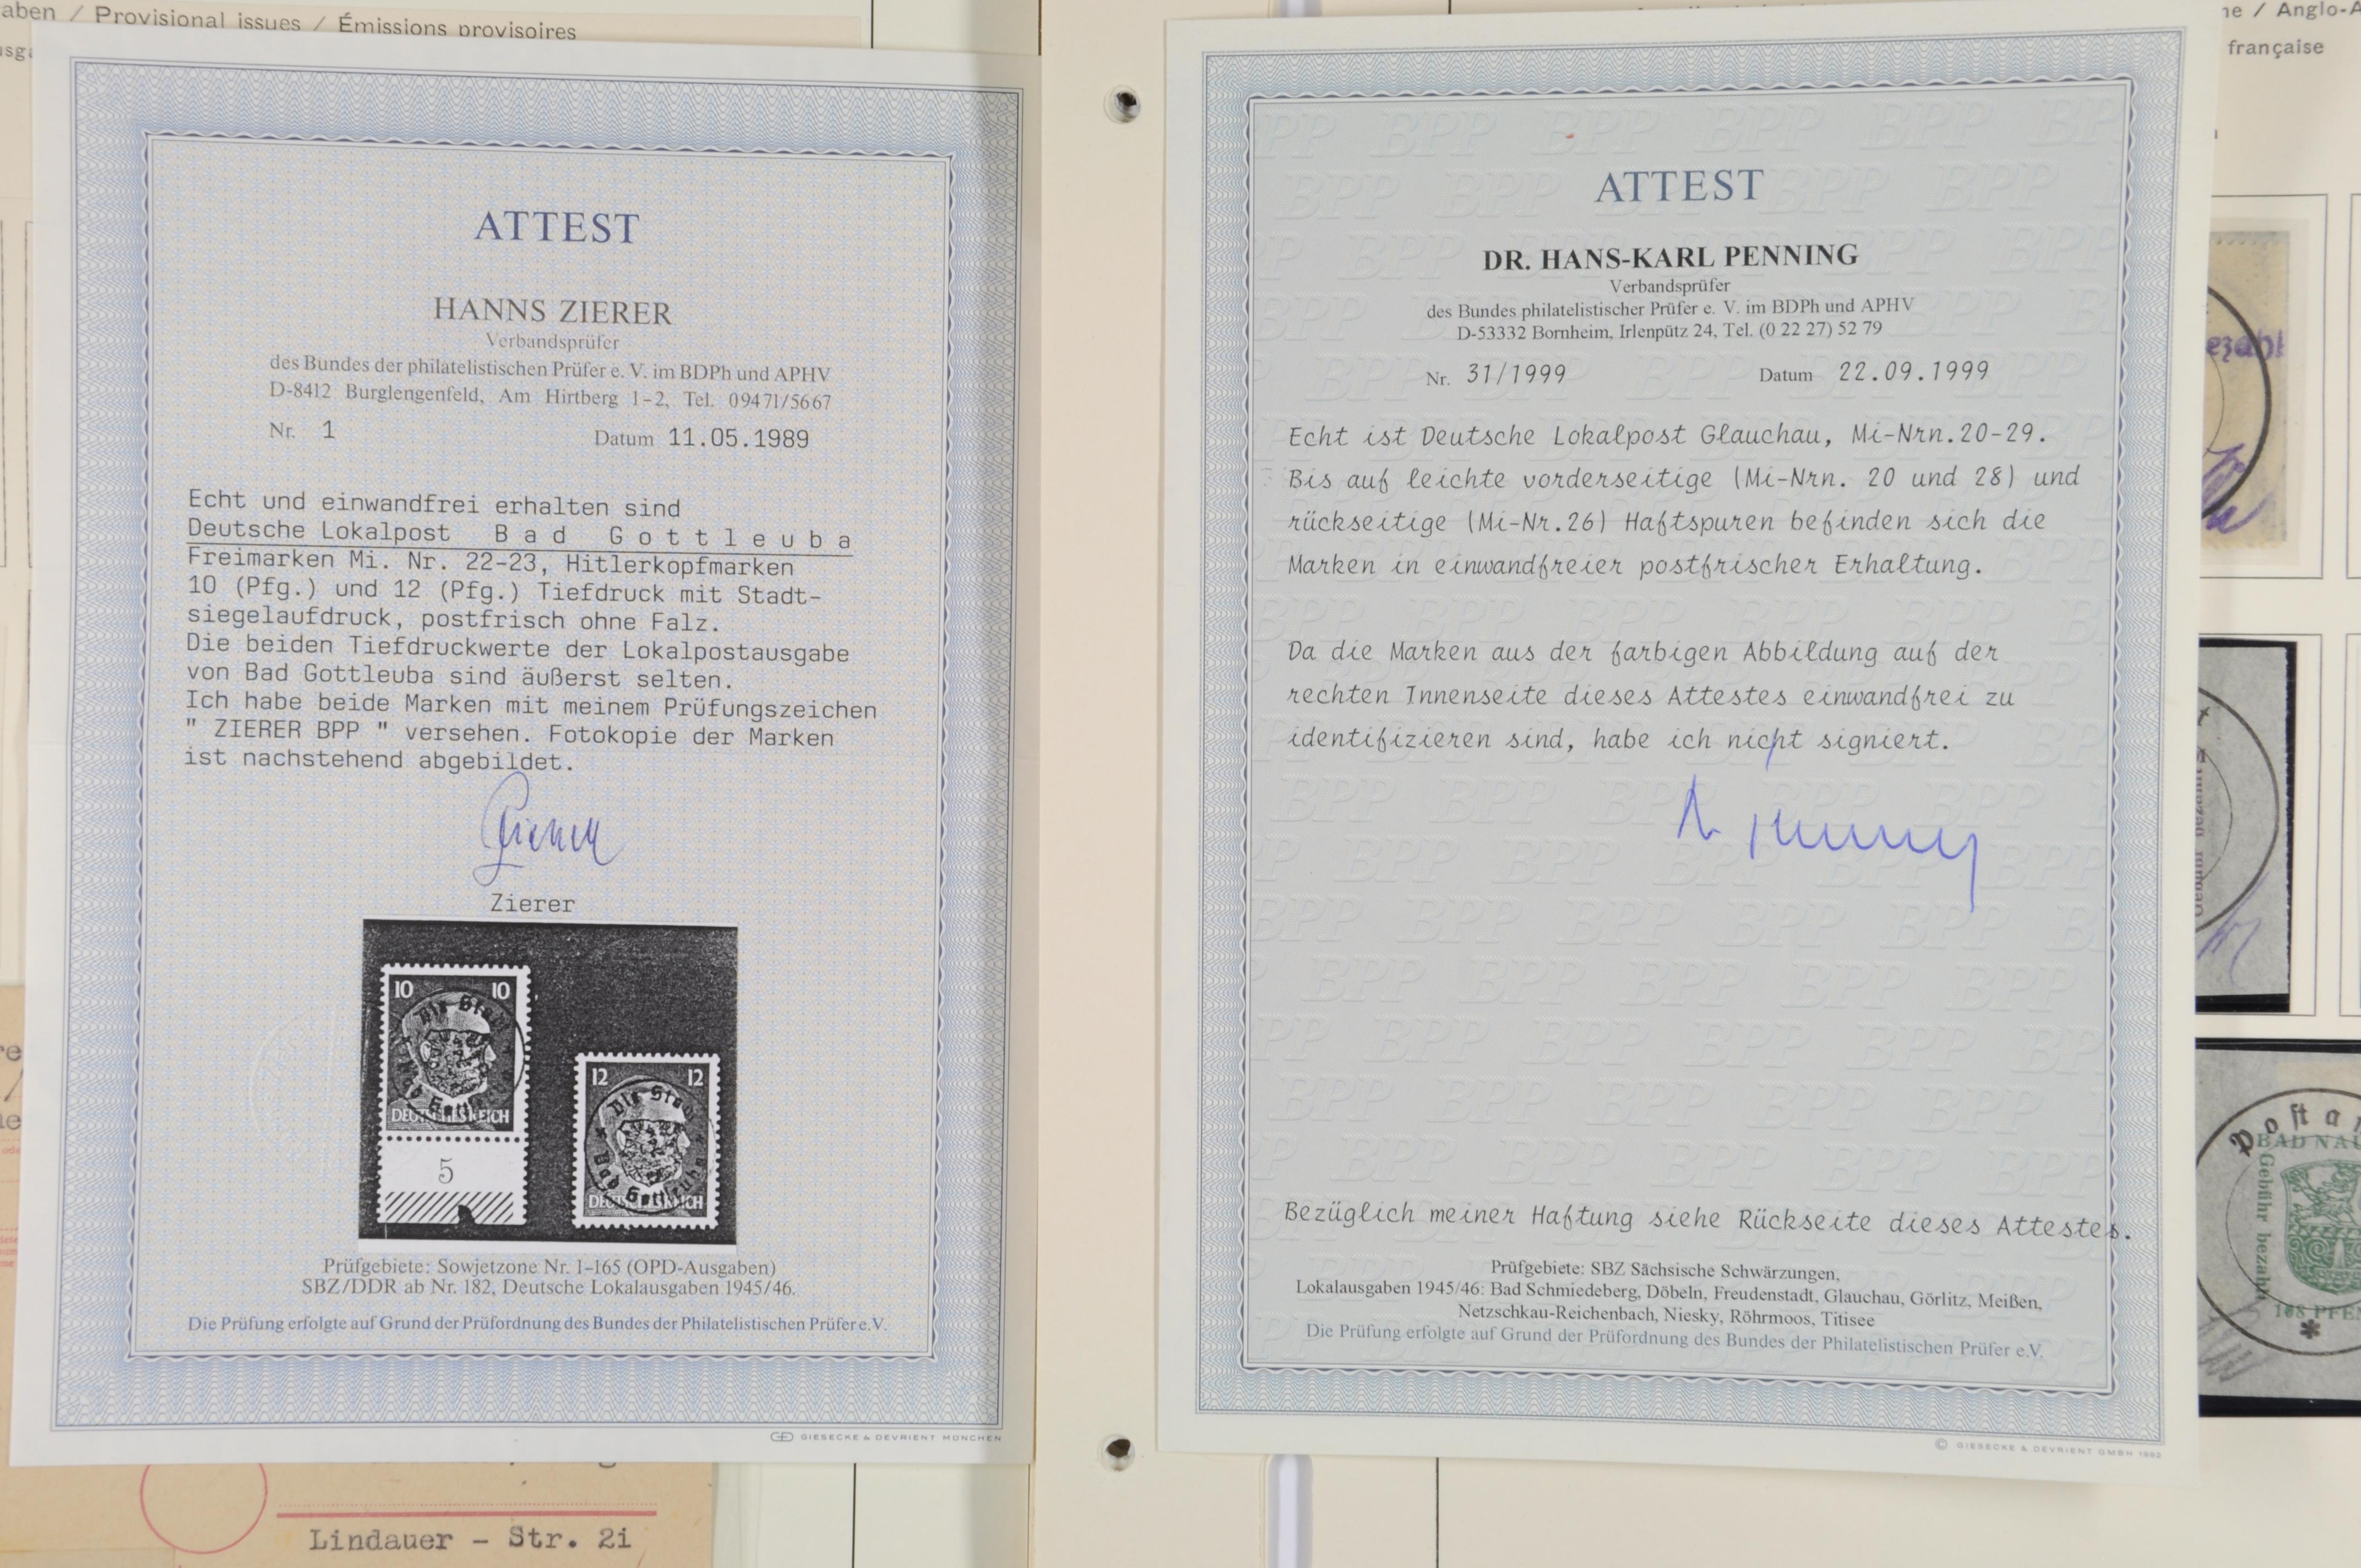 aben / Provisional issues / Émissions provisoires
ATTEST
HANNS ZIERER
Verbandsprüfer
des Bundes der philatelistischen Prüfer e. V. im BDPh und APHV
D-8412 Burglengenfeld, Am Hirtberg 1-2, Tel. 09471/5667
Nr. 1 Datum 11.05.1989
Echt und einwandfrei erhalten sind
Deutsche Lokalpost B a d G o t t l e u b a
Freimarken Mi. Nr. 22-23, Hitlerkopfmarken
10 (Pfg.) und 12 (Pfg.) Tiefdruck mit Stadt-
siegelaufdruck, postfrisch ohne Falz.
Die beiden Tiefdruckwerte der Lokalpostausgabe
von Bad Gottleuba sind äußerst selten.
Ich habe beide Marken mit meinem Prüfungszeichen
" ZIERER BPP " versehen. Fotokopie der Marken
ist nachstehend abgebildet.
Zierer
10 10
Die Stad
DEUTSCHES REICH
5
12 12
Die Stad
Bad Gottleuba
DEUTSCHES REICH
Prüfgebiete: Sowjetzone Nr. 1-165 (OPD-Ausgaben)
SBZ/DDR ab Nr. 182, Deutsche Lokalausgaben 1945/46.
Die Prüfung erfolgte auf Grund der Prüfordnung des Bundes der Philatelistischen Prüfer e.V.
GIESECKE & DEVRIENT MÜNCHEN
Lindauer - Str. 2i
ATTEST
DR. HANS-KARL PENNING
Verbandsprüfer
des Bundes philatelistischer Prüfer e. V. im BDPh und APHV
D-53332 Bornheim, Irlenpütz 24, Tel. (0 22 27) 52 79
Nr. 31/1999 Datum 22.09.1999
Echt ist Deutsche Lokalpost Glauchau, Mi-Nrn.20-29.
Bis auf leichte vorderseitige (Mi-Nrn. 20 und 28) und
rückseitige (Mi-Nr.26) Haftspuren befinden sich die
Marken in einwandfreier postfrischer Erhaltung.
Da die Marken aus der farbigen Abbildung auf der
rechten Innenseite dieses Attestes einwandfrei zu
identifizieren sind, habe ich nicht signiert.
Bezüglich meiner Haftung siehe Rückseite dieses Attestes.
Prüfgebiete: SBZ Sächsische Schwärzungen,
Lokalausgaben 1945/46: Bad Schmiedeberg, Döbeln, Freudenstadt, Glauchau, Görlitz, Meißen,
Netzschkau-Reichenbach, Niesky, Röhrmoos, Titisee
Die Prüfung erfolgte auf Grund der Prüfordnung des Bundes der Philatelistischen Prüfer e.V.
© GIESECKE & DEVRIENT GMBH 1992
ne / Anglo-A
française
ezahl
Posta
BAD NAU
Gebühr bezahlt
PFEN